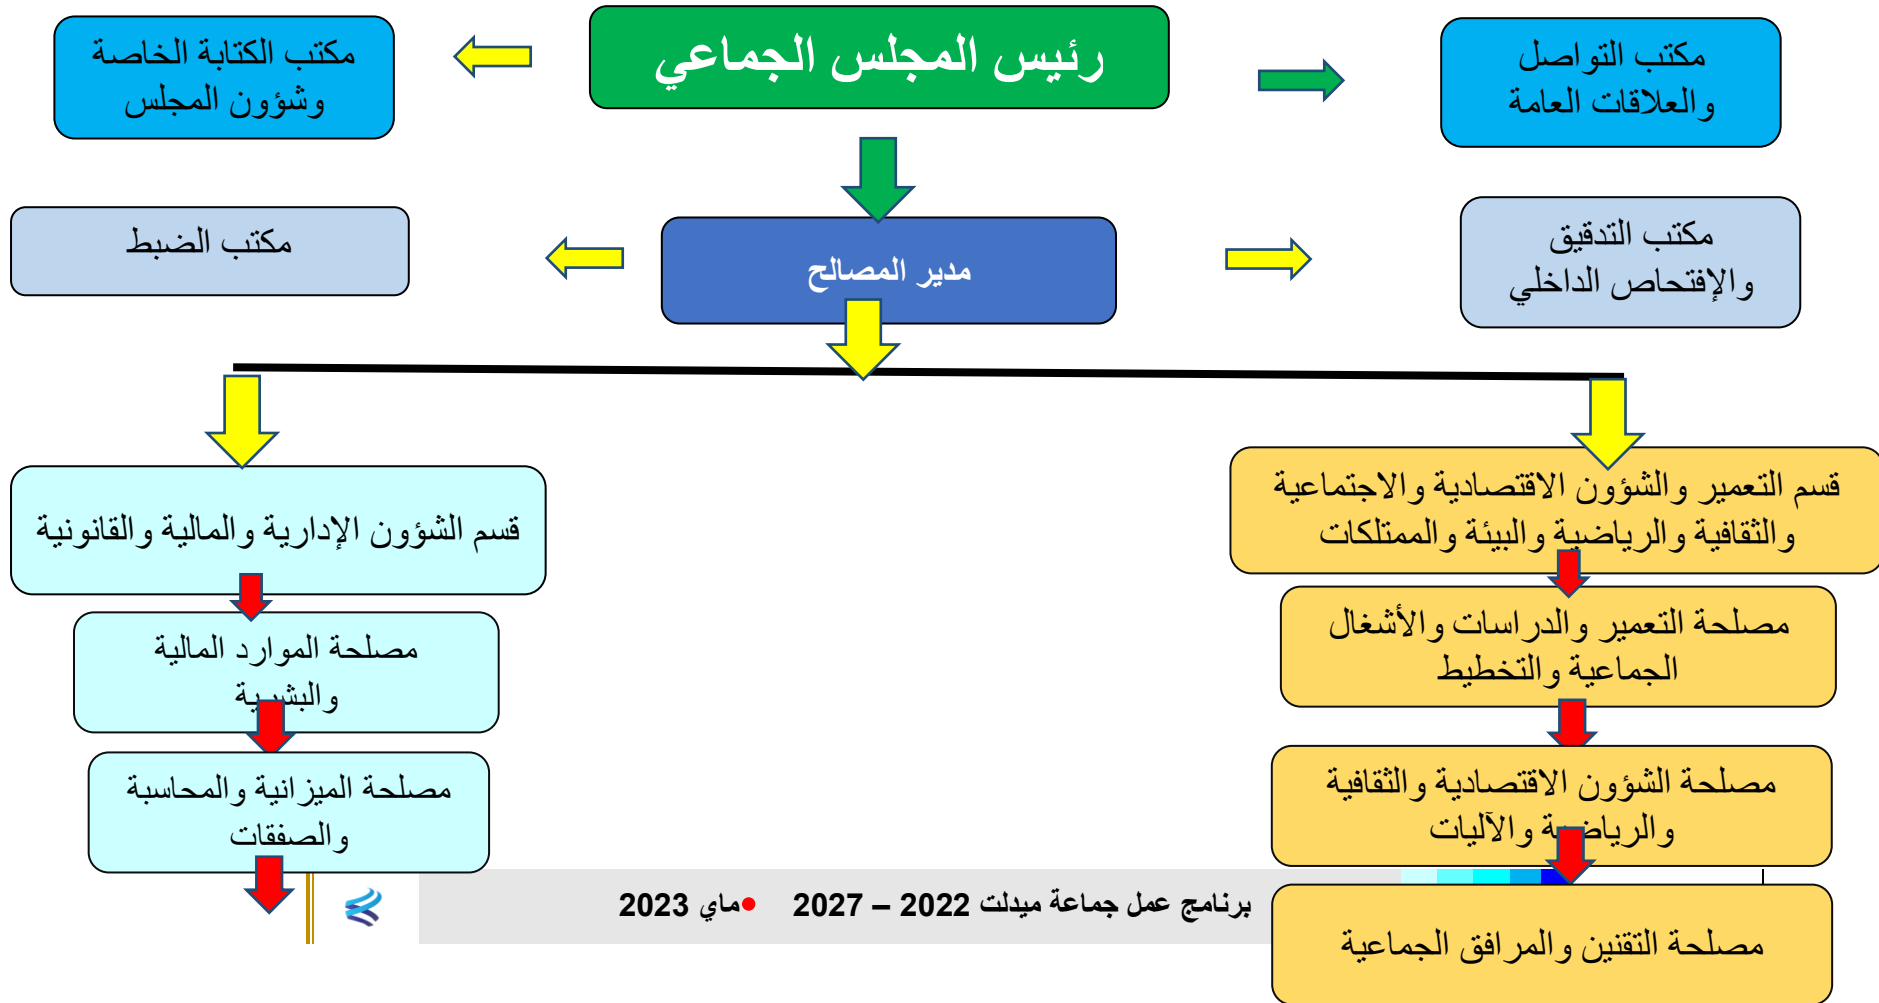 رئيس المجلس الجماعي
مكتب التواصل
والعلاقات العامة
مكتب الكتابة الخاصة
وشؤون المجلس
مدير المصالح
مكتب التدقيق
والإفتحاص الداخلي
مكتب الضبط
قسم التعمير والشؤون الاقتصادية والاجتماعية
والثقافية والرياضية والبيئة والممتلكات
مصلحة التعمير والدراسات والأشغال
الجماعية والتخطيط
مصلحة الشؤون الاقتصادية والثقافية
والرياضية والآليات
مصلحة التقنين والمرافق الجماعية
قسم الشؤون الإدارية والمالية والقانونية
مصلحة الموارد المالية
والبشرية
مصلحة الميزانية والمحاسبة
والصفقات
برنامج عمل جماعة ميدلت 2022 – 2027 •ماي 2023